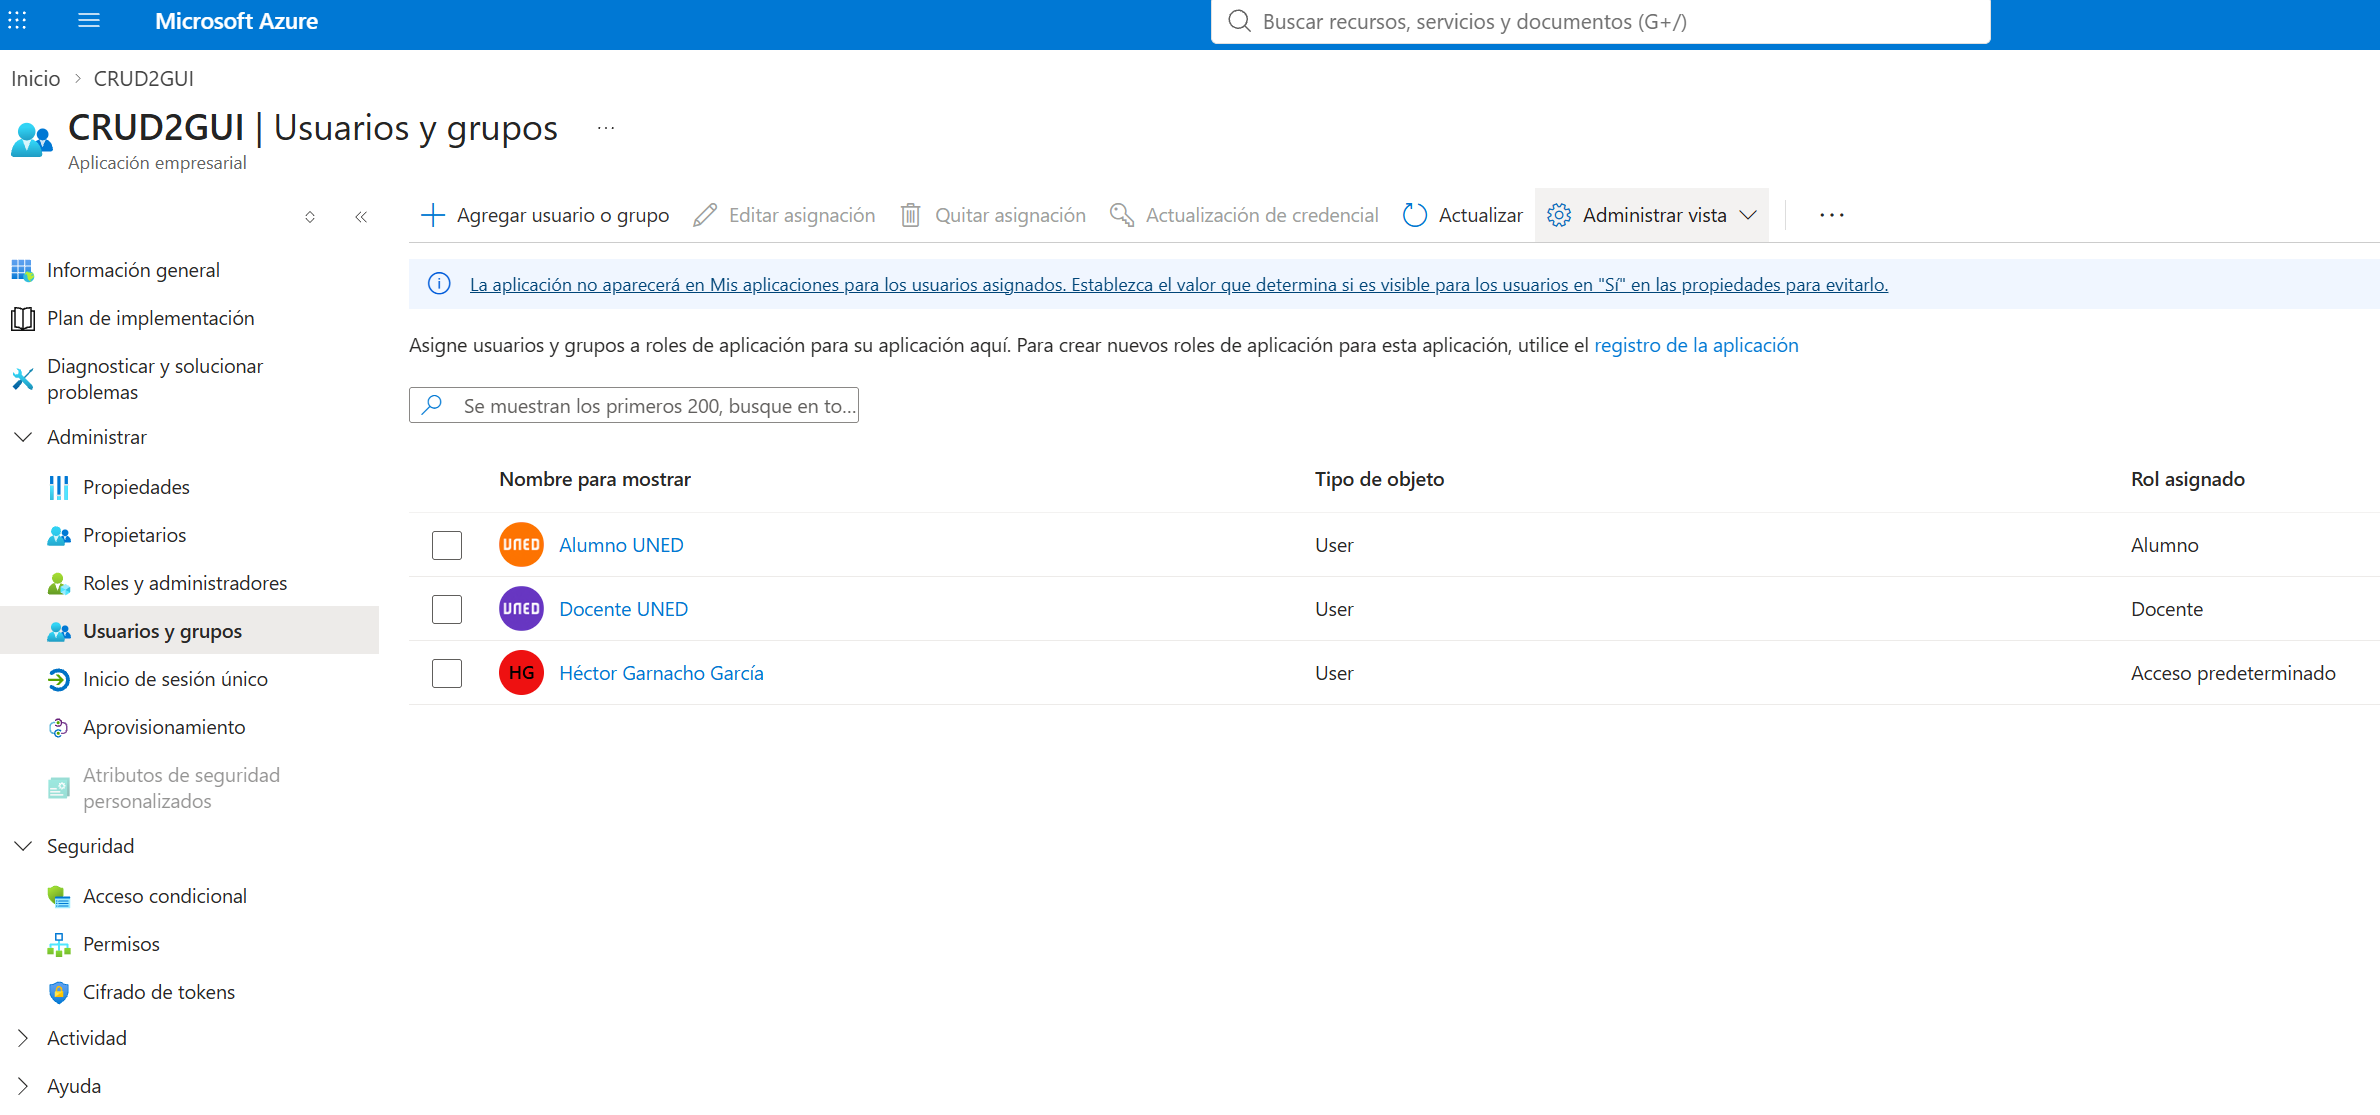 Microsoft Azure
Buscar recursos, servicios y documentos (G+/)
Inicio > CRUD2GUI
CRUD2GUI | Usuarios y grupos ...
Aplicación empresarial
Agregar usuario o grupo Editar asignación Quitar asignación Actualización de credencial Actualizar Administrar vista ...
Información general
Plan de implementación
Diagnosticar y solucionar
problemas
Administrar
Propiedades
Propietarios
Roles y administradores
Usuarios y grupos
Inicio de sesión único
Aprovisionamiento
Atributos de seguridad
personalizados
Seguridad
Acceso condicional
Permisos
Cifrado de tokens
Actividad
Ayuda
La aplicación no aparecerá en Mis aplicaciones para los usuarios asignados. Establezca el valor que determina si es visible para los usuarios en "Sí" en las propiedades para evitarlo.
Asigne usuarios y grupos a roles de aplicación para su aplicación aquí. Para crear nuevos roles de aplicación para esta aplicación, utilice el registro de la aplicación
Se muestran los primeros 200, busque en to...
Nombre para mostrar Tipo de objeto Rol asignado
UNED Alumno UNED User Alumno
UNED Docente UNED User Docente
HG Héctor Garnacho García User Acceso predeterminado